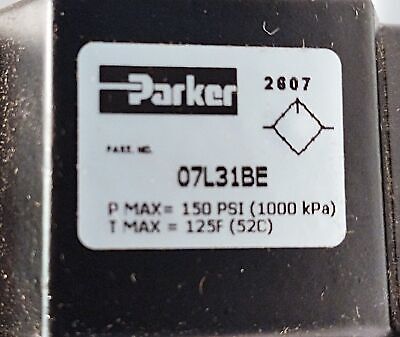 Parker
2607
PART. NO.
07L31BE
P MAX= 150 PSI (1000 kPa)
T MAX = 125F (52C)